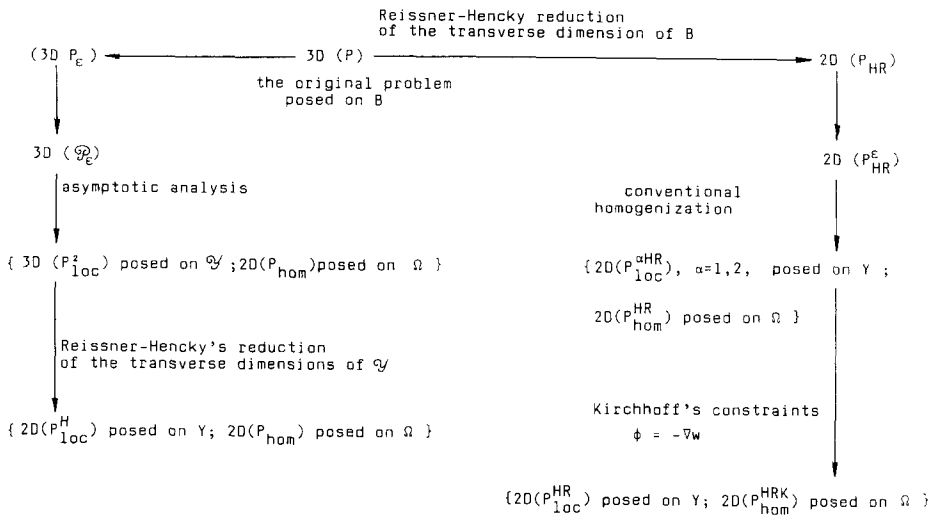 Reissner-Hencky reduction
of the transverse dimension of B
(3D P_ε) 3D (P) 2D (P_HR)
the original problem
posed on B
3D (𝒫_ε) 2D (P^ε_HR)
asymptotic analysis
conventional
homogenization
{ 3D (P^2_loc) posed on 𝒴 ; 2D(P_hom) posed on Ω }
{2D(P^αHR_loc), α=1,2, posed on Y ;
2D(P^HR_hom) posed on Ω }
Reissner-Hencky's reduction
of the transverse dimensions of 𝒴
Kirchhoff's constraints
ϕ = -∇w
{ 2D(P^H_loc) posed on Y; 2D(P_hom) posed on Ω }
{2D(P^HR_loc) posed on Y; 2D(P^HRK_hom) posed on Ω }